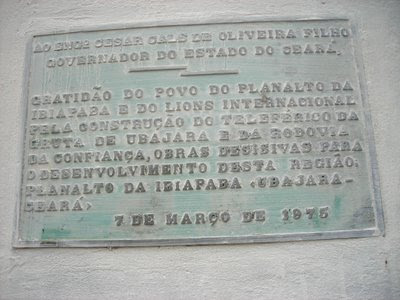 AO ENGº CESAR CALS DE OLIVEIRA FILHO
GOVERNADOR DO ESTADO DO CEARÁ,
GRATIDÃO DO POVO DO PLANALTO DA
IBIAPABA E DO LIONS INTERNACIONAL
PELA CONSTRUÇÃO DO TELEFÉRICO DA
GRUTA DE UBAJARA E DA RODOVIA
DA CONFIANÇA, OBRAS DECISIVAS PARA
O DESENVOLVIMENTO DESTA REGIÃO:
PLANALTO DA IBIAPABA - UBAJARA-
CEARÁ.
7 DE MARÇO DE 1975